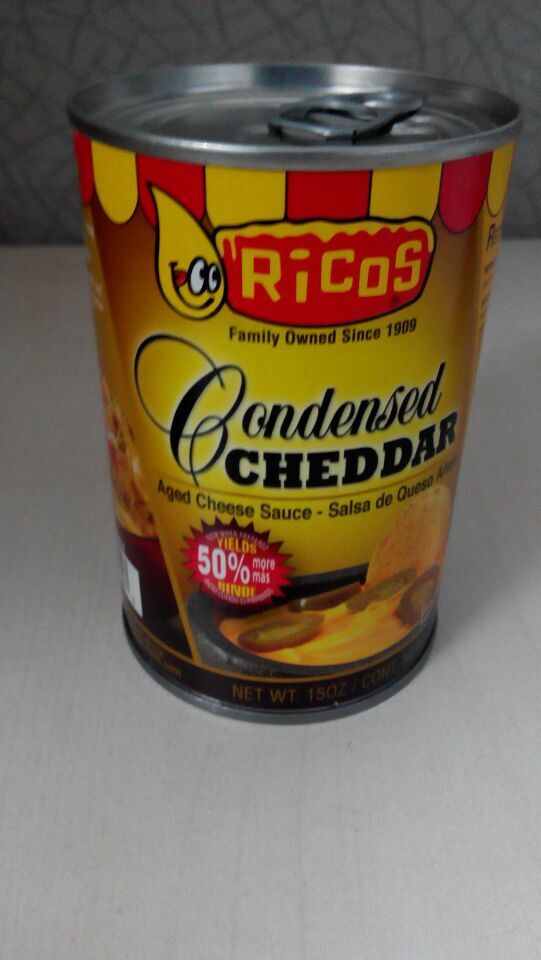 RiCOS
Family Owned Since 1909
Condensed
CHEDDAR
Aged Cheese Sauce - Salsa de Queso
YIELDS
50% more
más
RINDE
NET WT. 15OZ / CONT.